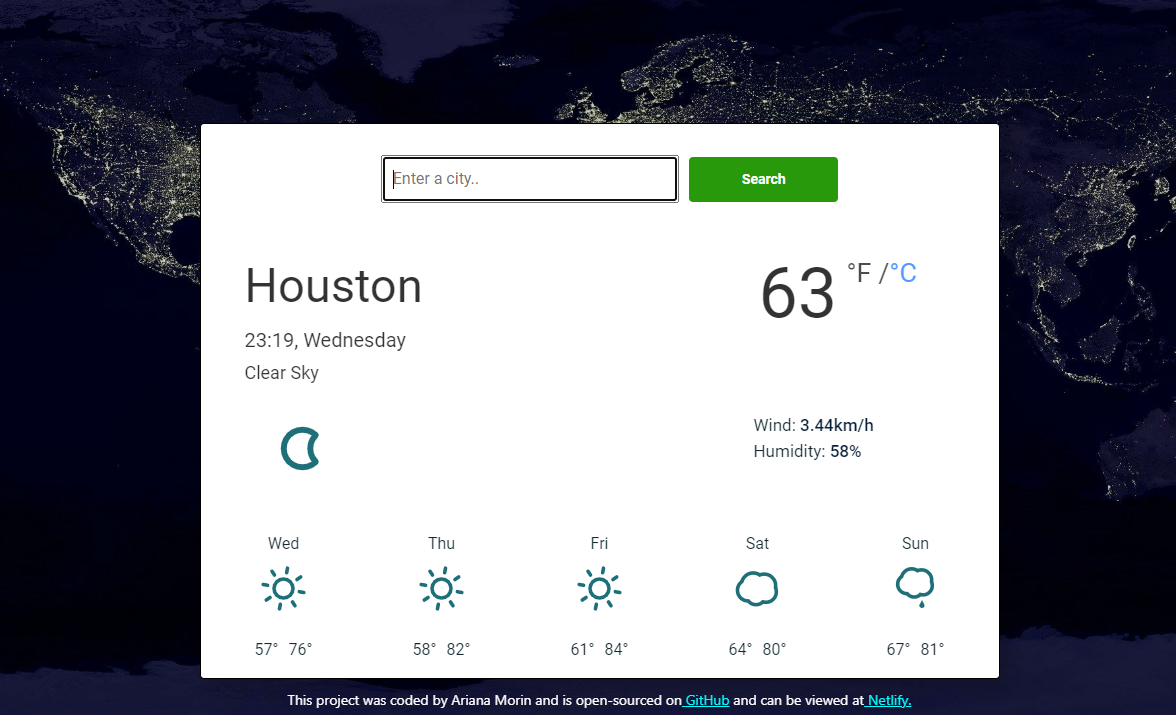 Enter a city..
Search
Houston
63 °F /°C
23:19, Wednesday
Clear Sky
Wind: 3.44km/h
Humidity: 58%
Wed Thu Fri Sat Sun
57° 76° 58° 82° 61° 84° 64° 80° 67° 81°
This project was coded by Ariana Morin and is open-sourced on GitHub and can be viewed at Netlify.